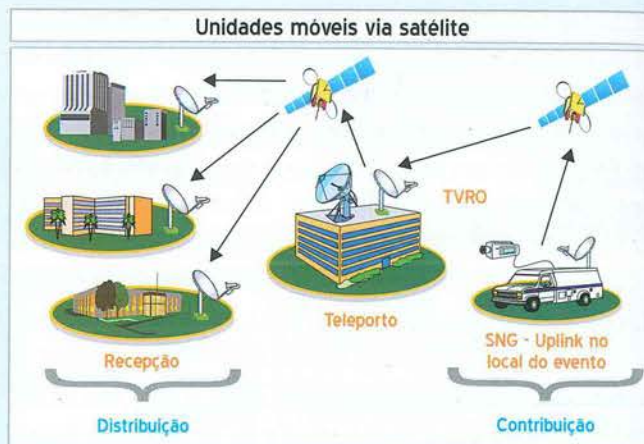 Unidades móveis via satélite
TVRO
Teleporto
Recepção
SNG - Uplink no
local do evento
Distribuição
Contribuição